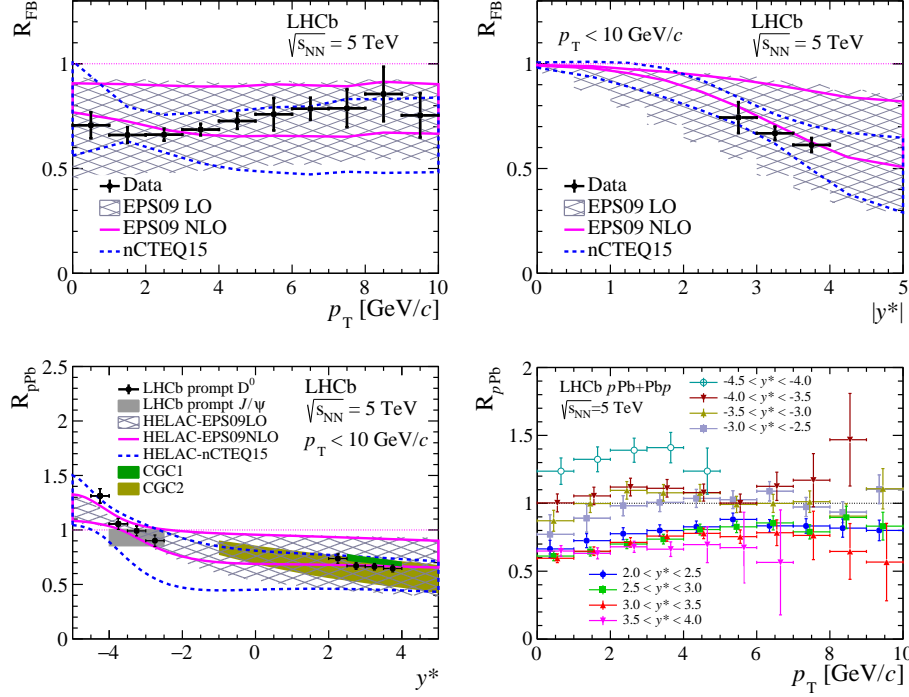 R_FB
LHCb
√s_NN = 5 TeV
1
0.5
0
Data
EPS09 LO
EPS09 NLO
nCTEQ15
0 2 4 6 8 10
p_T [GeV/c]
R_FB
p_T < 10 GeV/c
LHCb
√s_NN = 5 TeV
1
0.5
0
Data
EPS09 LO
EPS09 NLO
nCTEQ15
0 1 2 3 4 5
|y*|
R_pPb
2.5
2
1.5
1.0
0.5
0
LHCb prompt D⁰
LHCb prompt J/ψ
HELAC-EPS09LO
HELAC-EPS09NLO
HELAC-nCTEQ15
CGC1
CGC2
LHCb
√s_NN = 5 TeV
p_T < 10 GeV/c
−4 −2 0 2 4
y*
R_pPb
2
1.5
1
0.5
0
LHCb pPb+Pbp
√s_NN=5 TeV
-4.5 < y* < -4.0
-4.0 < y* < -3.5
-3.5 < y* < -3.0
-3.0 < y* < -2.5
2.0 < y* < 2.5
2.5 < y* < 3.0
3.0 < y* < 3.5
3.5 < y* < 4.0
0 2 4 6 8 10
p_T [GeV/c]